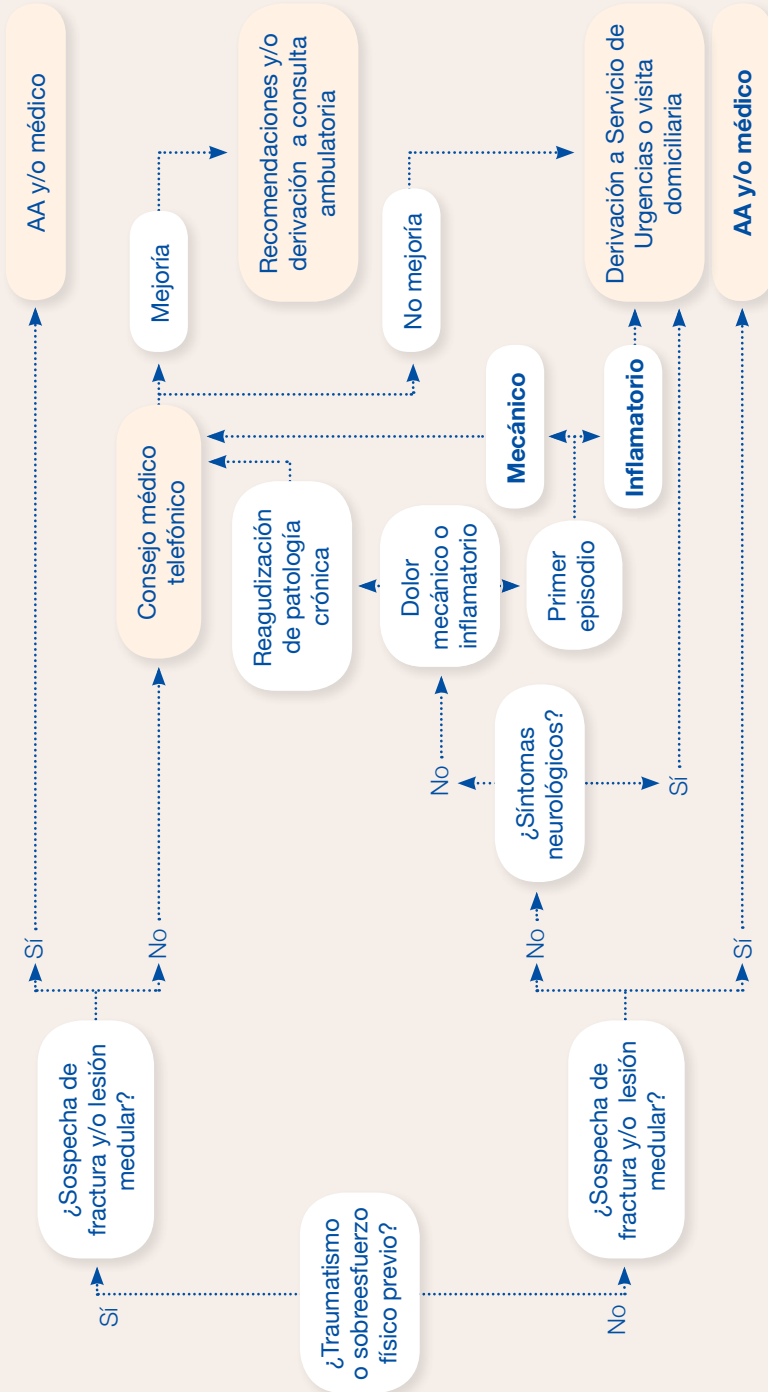 ¿Traumatismo
o sobreesfuerzo
físico previo?
Sí
¿Sospecha de
fractura y/o lesión
medular?
Sí
AA y/o médico
No
Consejo médico
telefónico
Mejoría
Recomendaciones y/o
derivación a consulta
ambulatoria
No mejoría
Derivación a Servicio de
Urgencias o visita
domiciliaria
No
¿Sospecha de
fractura y/o lesión
medular?
No
¿Síntomas
neurológicos?
No
Dolor
mecánico o
inflamatorio
Reagudización
de patología
crónica
Primer
episodio
Mecánico
Inflamatorio
Sí
Sí
AA y/o médico